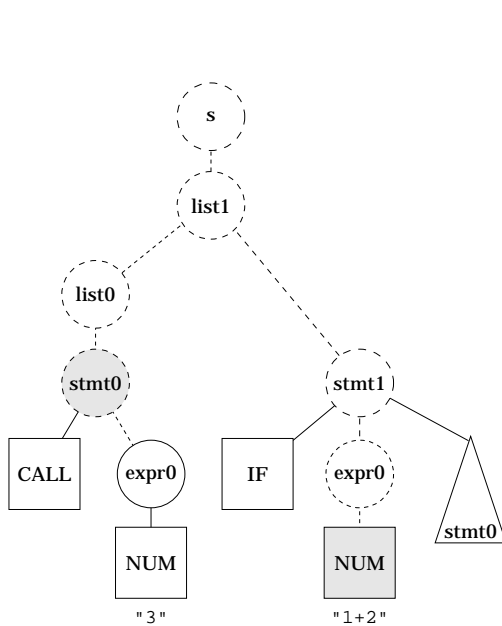 s
list1
list0
stmt0
stmt1
CALL
expr0
IF
expr0
stmt0
NUM
NUM
"3"
"1+2"